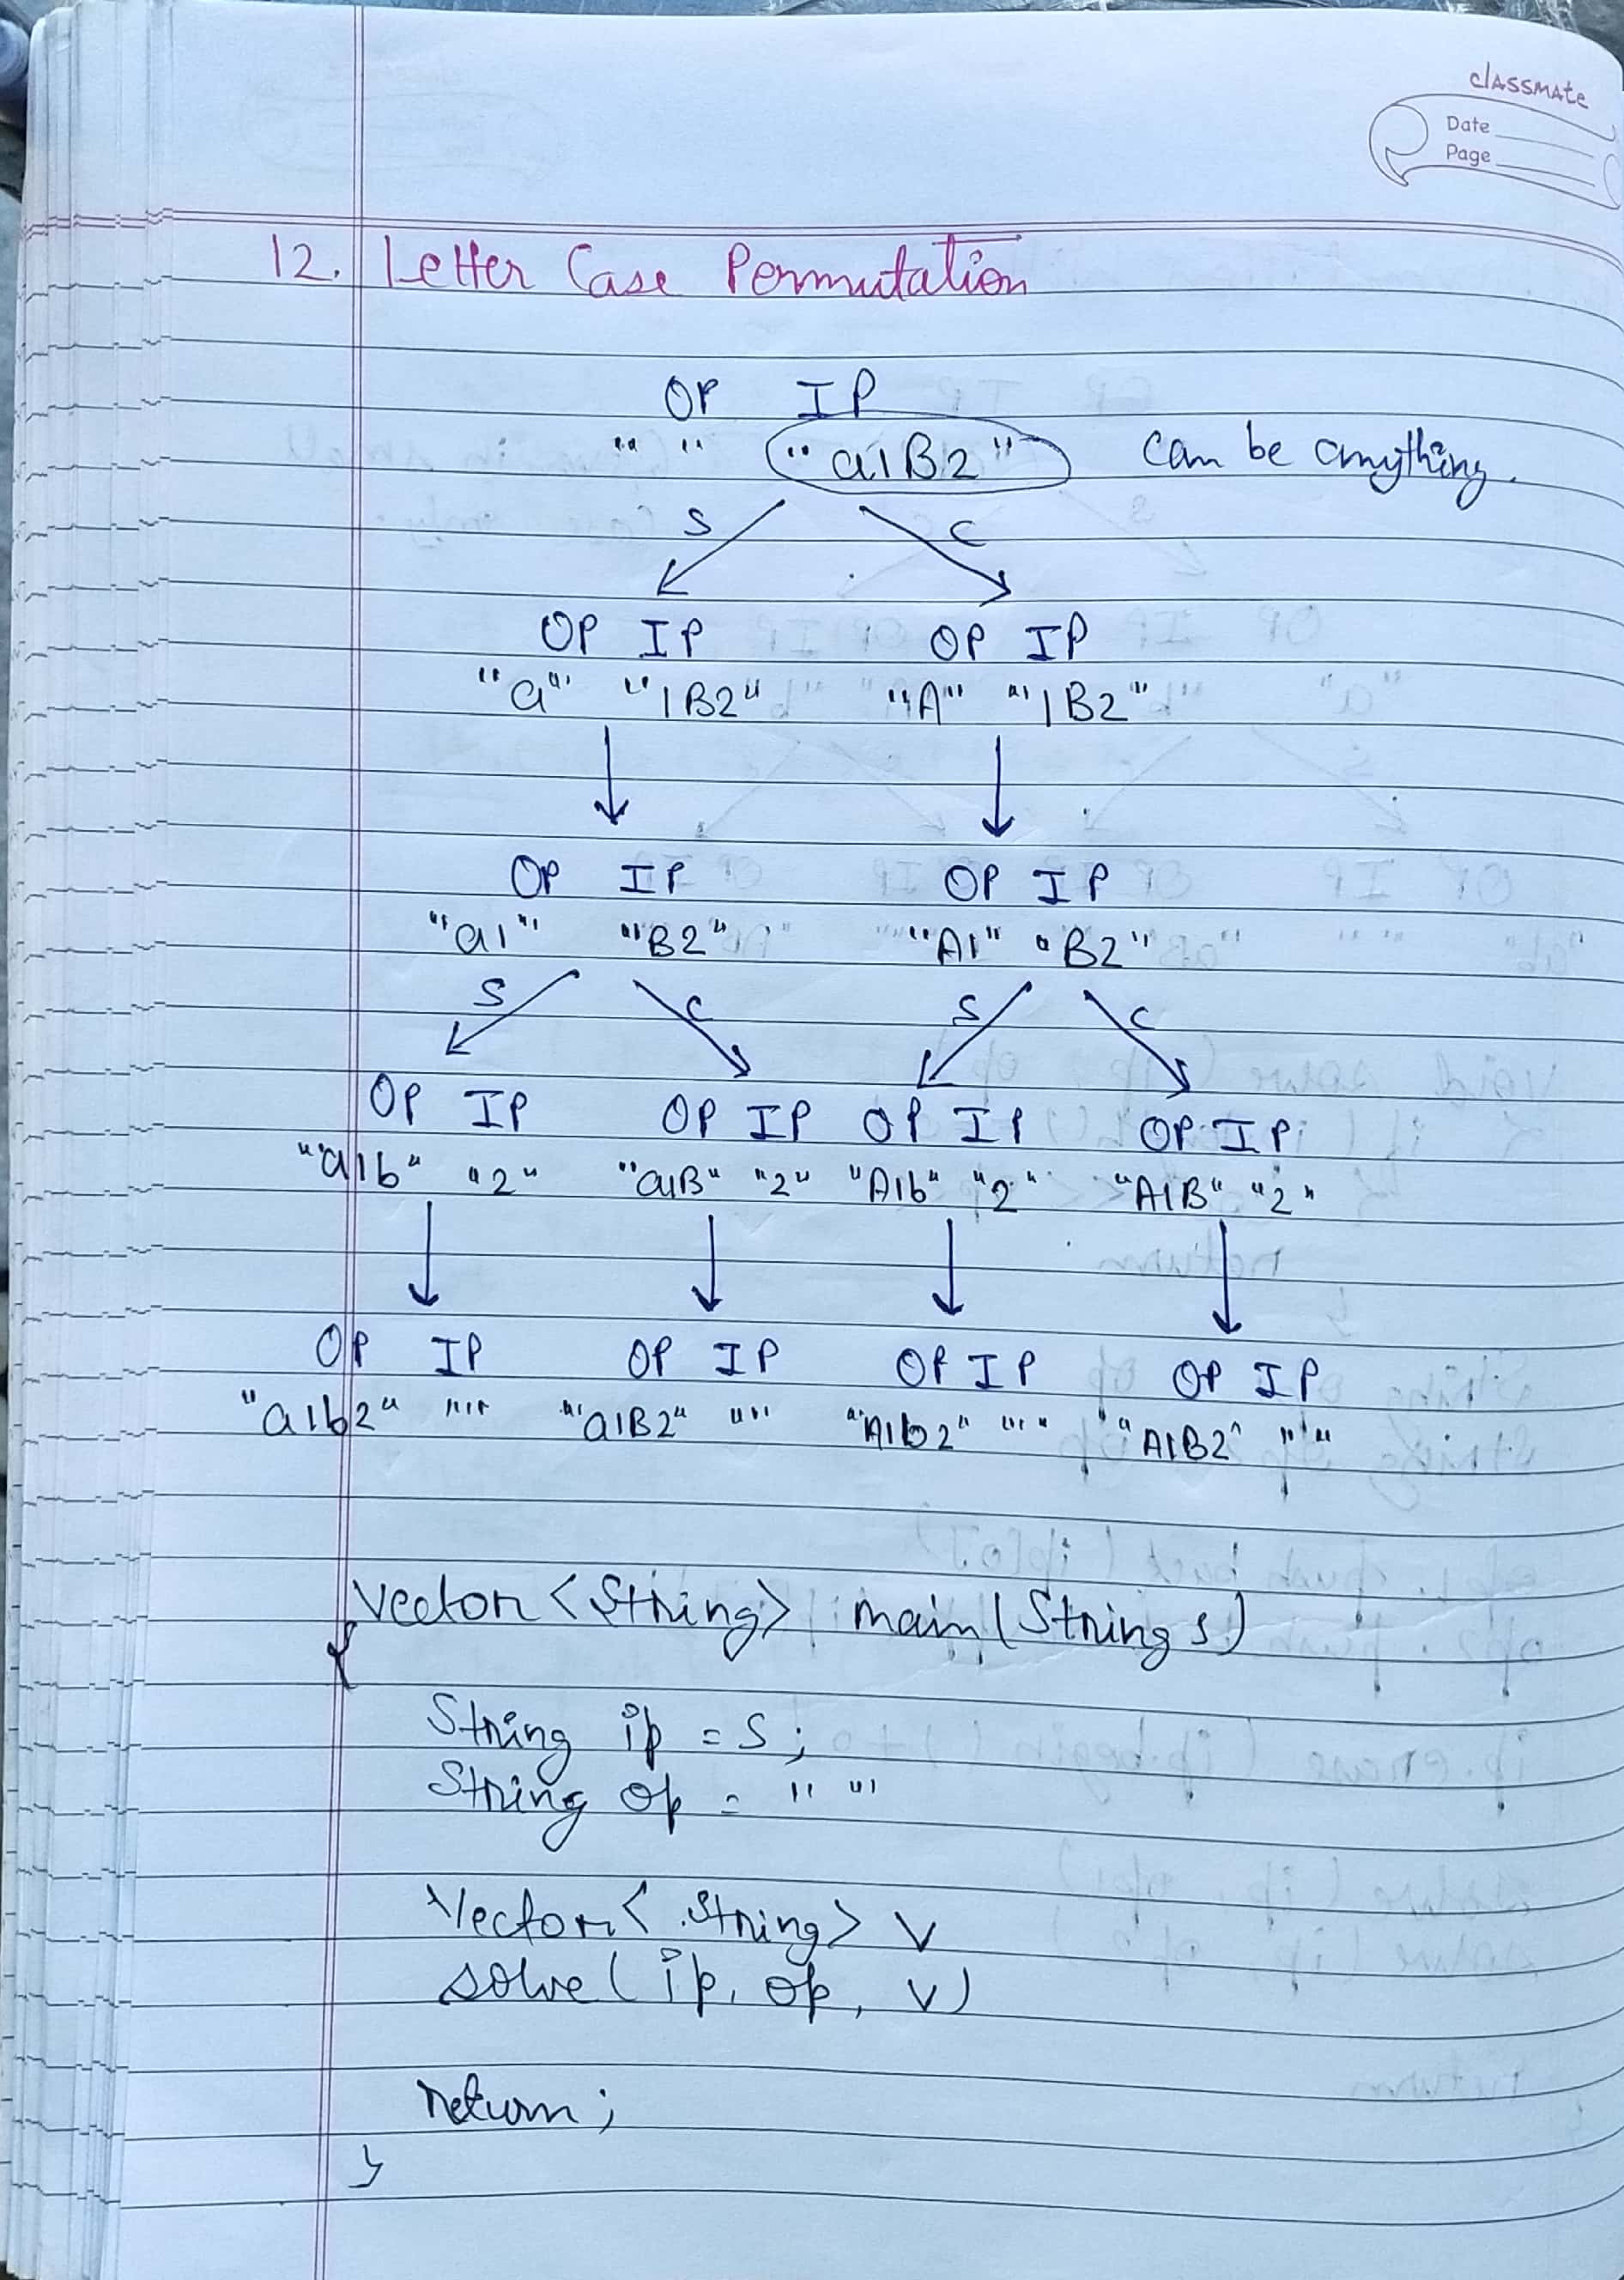 classmate
Date
Page
12. Letter Case Permutation
OP IP
" " "a1B2" Can be anything.
S C
OP IP OP IP
"a" "1B2" "A" "1B2"
OP IP OP IP
"a1" "B2" "A1" "B2"
S C S C
OP IP OP IP OP IP OP IP
"a1b" "2" "a1B" "2" "A1b" "2" "A1B" "2"
OP IP OP IP OP IP OP IP
"a1b2" "" "a1B2" "" "A1b2" "" "A1B2" ""
vector<String> main(String s)
{
String ip = S;
String op = " "
Vector<String> v
solve(ip, op, v)
return;
}